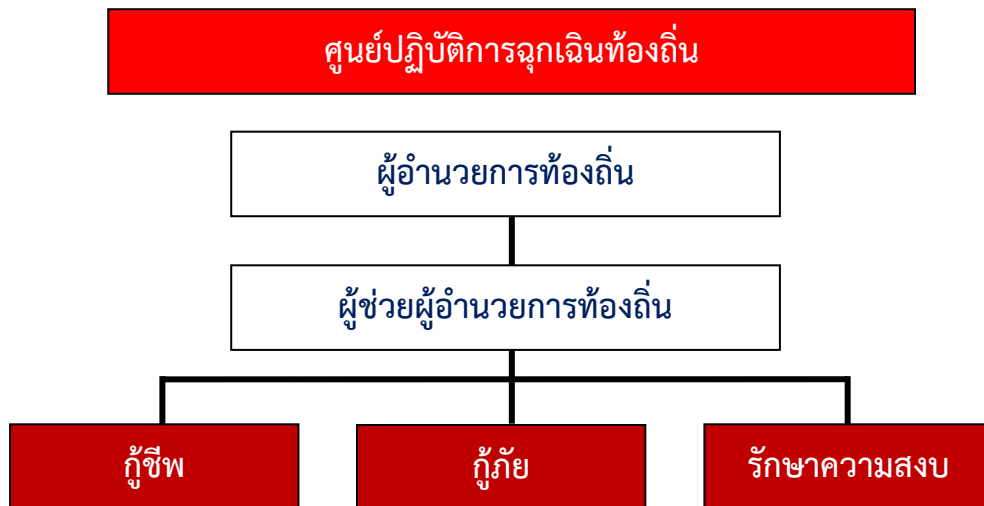 ศูนย์ปฏิบัติการฉุกเฉินท้องถิ่น
ผู้อำนวยการท้องถิ่น
ผู้ช่วยผู้อำนวยการท้องถิ่น
กู้ชีพ
กู้ภัย
รักษาความสงบ